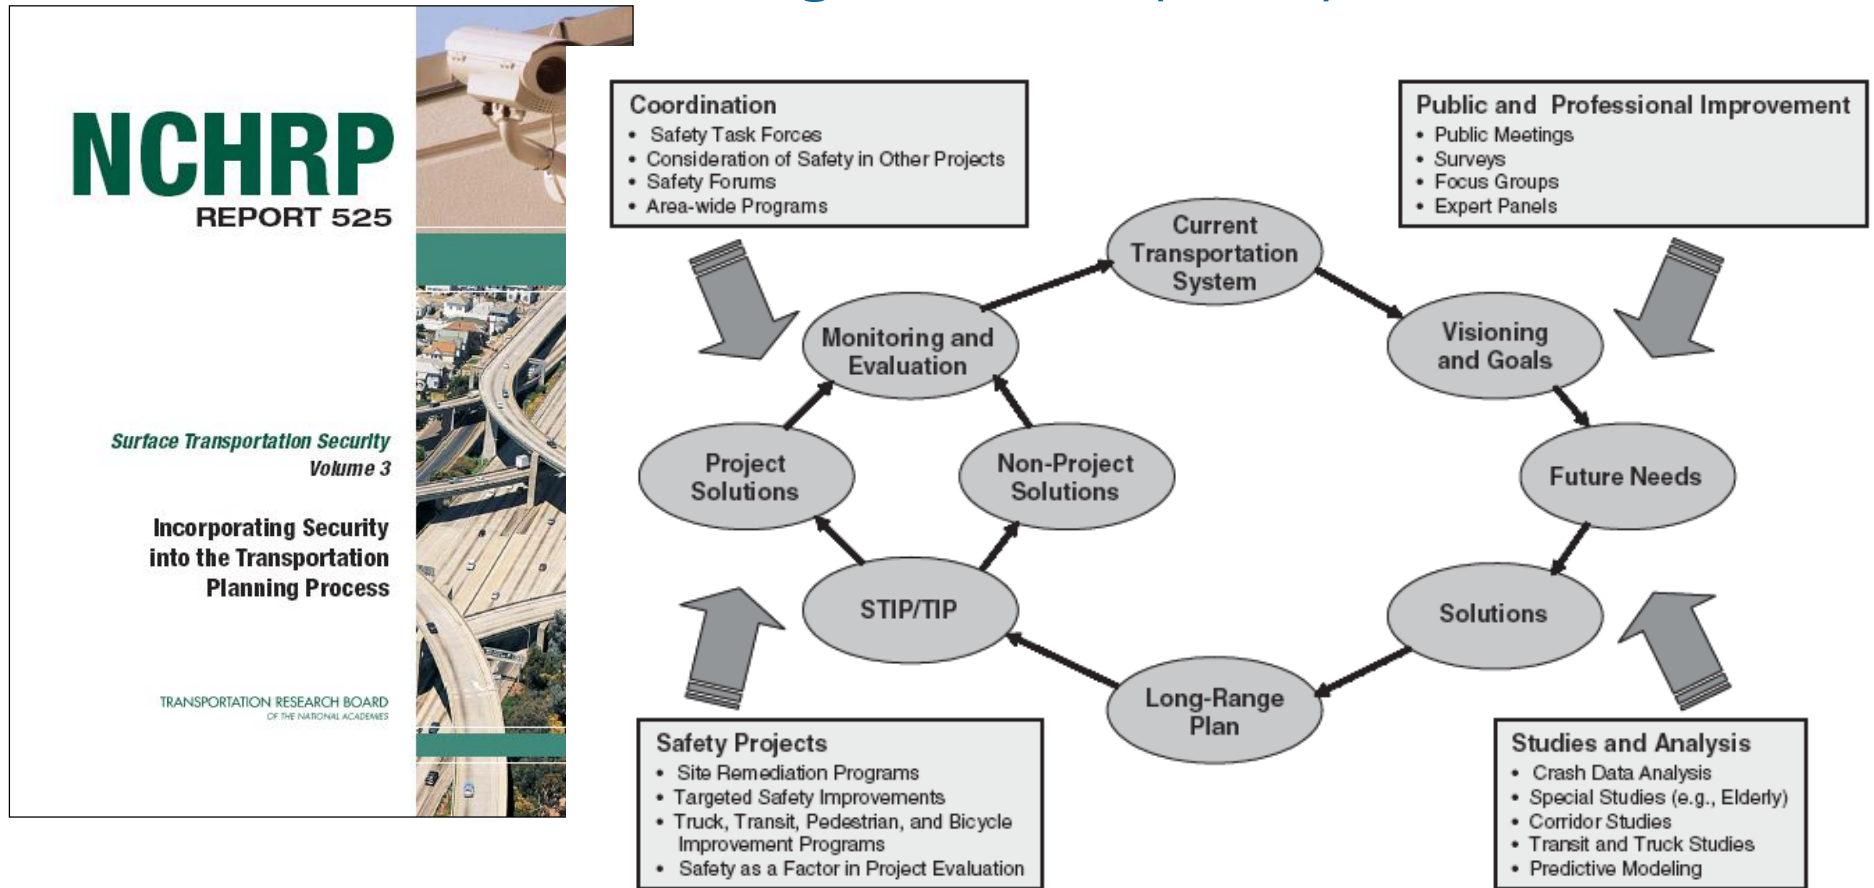 NCHRP
REPORT 525
Surface Transportation Security
Volume 3
Incorporating Security
into the Transportation
Planning Process
TRANSPORTATION RESEARCH BOARD
OF THE NATIONAL ACADEMIES
Coordination
• Safety Task Forces
• Consideration of Safety in Other Projects
• Safety Forums
• Area-wide Programs
Public and Professional Improvement
• Public Meetings
• Surveys
• Focus Groups
• Expert Panels
Current
Transportation
System
Monitoring and
Evaluation
Visioning
and Goals
Project
Solutions
Non-Project
Solutions
Future Needs
STIP/TIP
Solutions
Long-Range
Plan
Safety Projects
• Site Remediation Programs
• Targeted Safety Improvements
• Truck, Transit, Pedestrian, and Bicycle
Improvement Programs
• Safety as a Factor in Project Evaluation
Studies and Analysis
• Crash Data Analysis
• Special Studies (e.g., Elderly)
• Corridor Studies
• Transit and Truck Studies
• Predictive Modeling